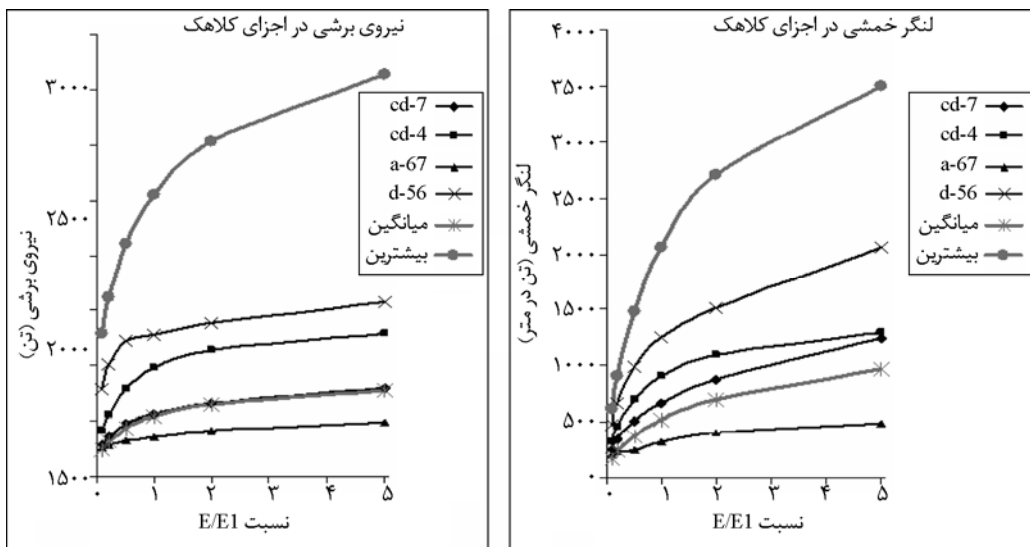 نیروی برشی در اجزای کلاهک
نیروی برشی (تن)
۳۰۰۰
۲۵۰۰
۲۰۰۰
۱۵۰۰
۰ ۱ ۲ ۳ ۴ ۵
نسبت E/E1
cd-7
cd-4
a-67
d-56
میانگین
بیشترین
لنگر خمشی در اجزای کلاهک
لنگر خمشی (تن در متر)
۴۰۰۰
۳۵۰۰
۳۰۰۰
۲۵۰۰
۲۰۰۰
۱۵۰۰
۱۰۰۰
۵۰۰
۰
۰ ۱ ۲ ۳ ۴ ۵
نسبت E/E1
cd-7
cd-4
a-67
d-56
میانگین
بیشترین